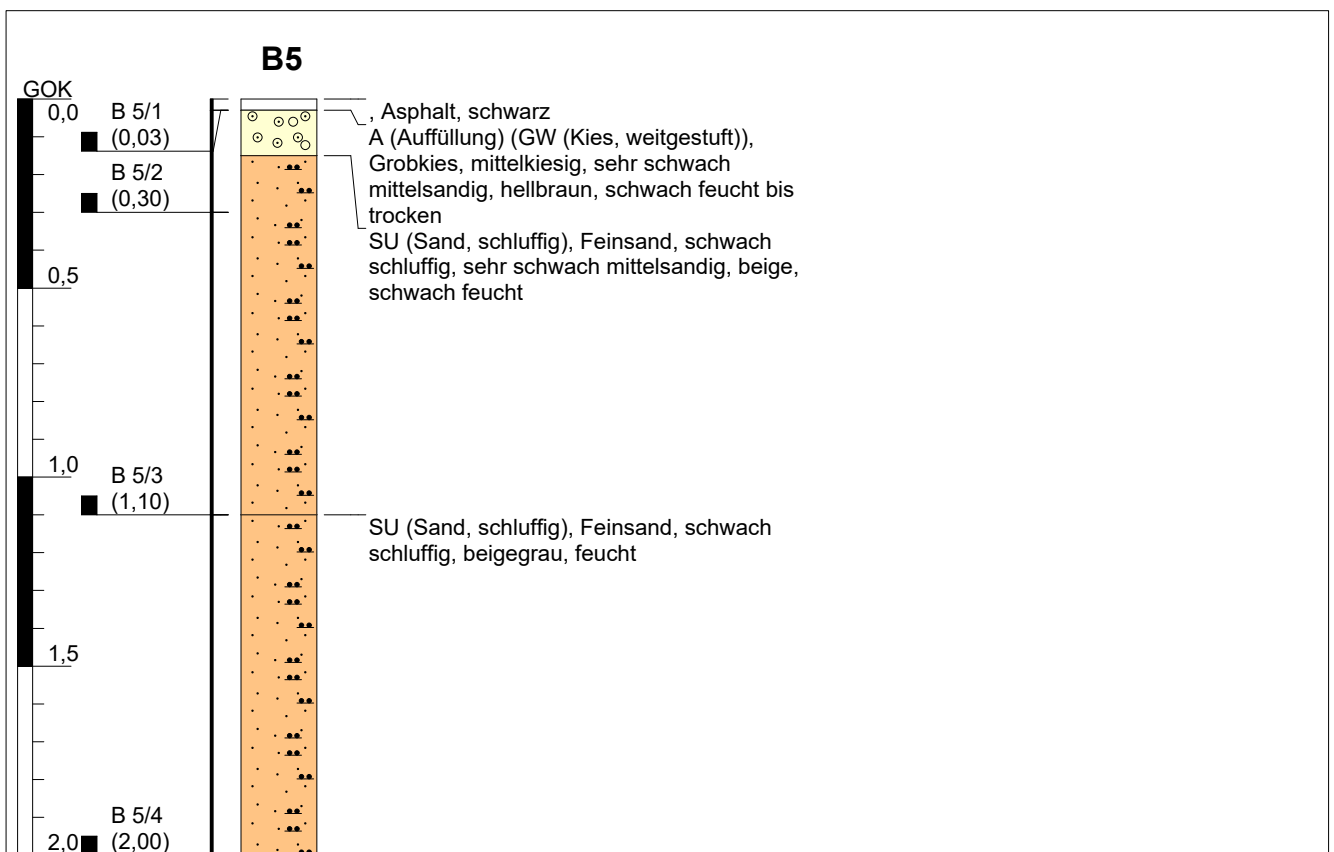 B5
GOK
0,0
B 5/1
(0,03)
, Asphalt, schwarz
A (Auffüllung) (GW (Kies, weitgestuft)),
Grobkies, mittelkiesig, sehr schwach
mittelsandig, hellbraun, schwach feucht bis
trocken
B 5/2
(0,30)
SU (Sand, schluffig), Feinsand, schwach
schluffig, sehr schwach mittelsandig, beige,
schwach feucht
0,5
1,0
B 5/3
(1,10)
SU (Sand, schluffig), Feinsand, schwach
schluffig, beigegrau, feucht
1,5
B 5/4
2,0
(2,00)